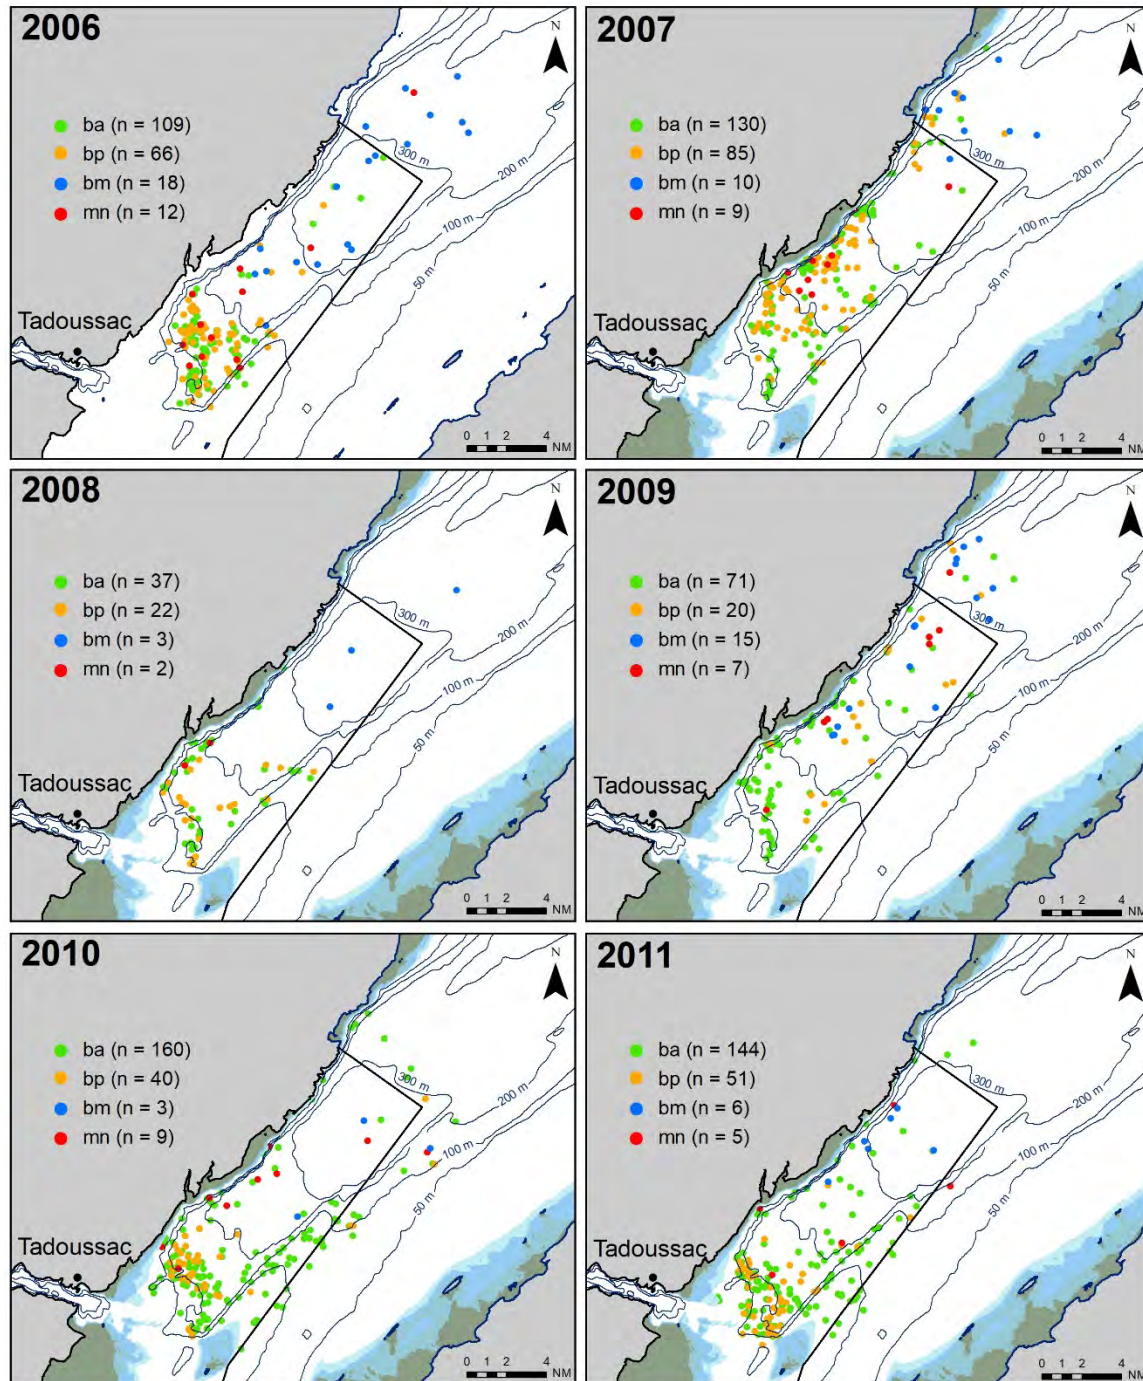 2006
N
ba (n = 109)
bp (n = 66)
bm (n = 18)
mn (n = 12)
300 m
200 m
100 m
50 m
Tadoussac
0 1 2 4
NM
2007
N
ba (n = 130)
bp (n = 85)
bm (n = 10)
mn (n = 9)
300 m
200 m
100 m
50 m
Tadoussac
0 1 2 4
NM
2008
N
ba (n = 37)
bp (n = 22)
bm (n = 3)
mn (n = 2)
300 m
200 m
100 m
50 m
Tadoussac
0 1 2 4
NM
2009
N
ba (n = 71)
bp (n = 20)
bm (n = 15)
mn (n = 7)
300 m
200 m
100 m
50 m
Tadoussac
0 1 2 4
NM
2010
N
ba (n = 160)
bp (n = 40)
bm (n = 3)
mn (n = 9)
300 m
200 m
100 m
50 m
Tadoussac
0 1 2 4
NM
2011
N
ba (n = 144)
bp (n = 51)
bm (n = 6)
mn (n = 5)
300 m
200 m
100 m
50 m
Tadoussac
0 1 2 4
NM